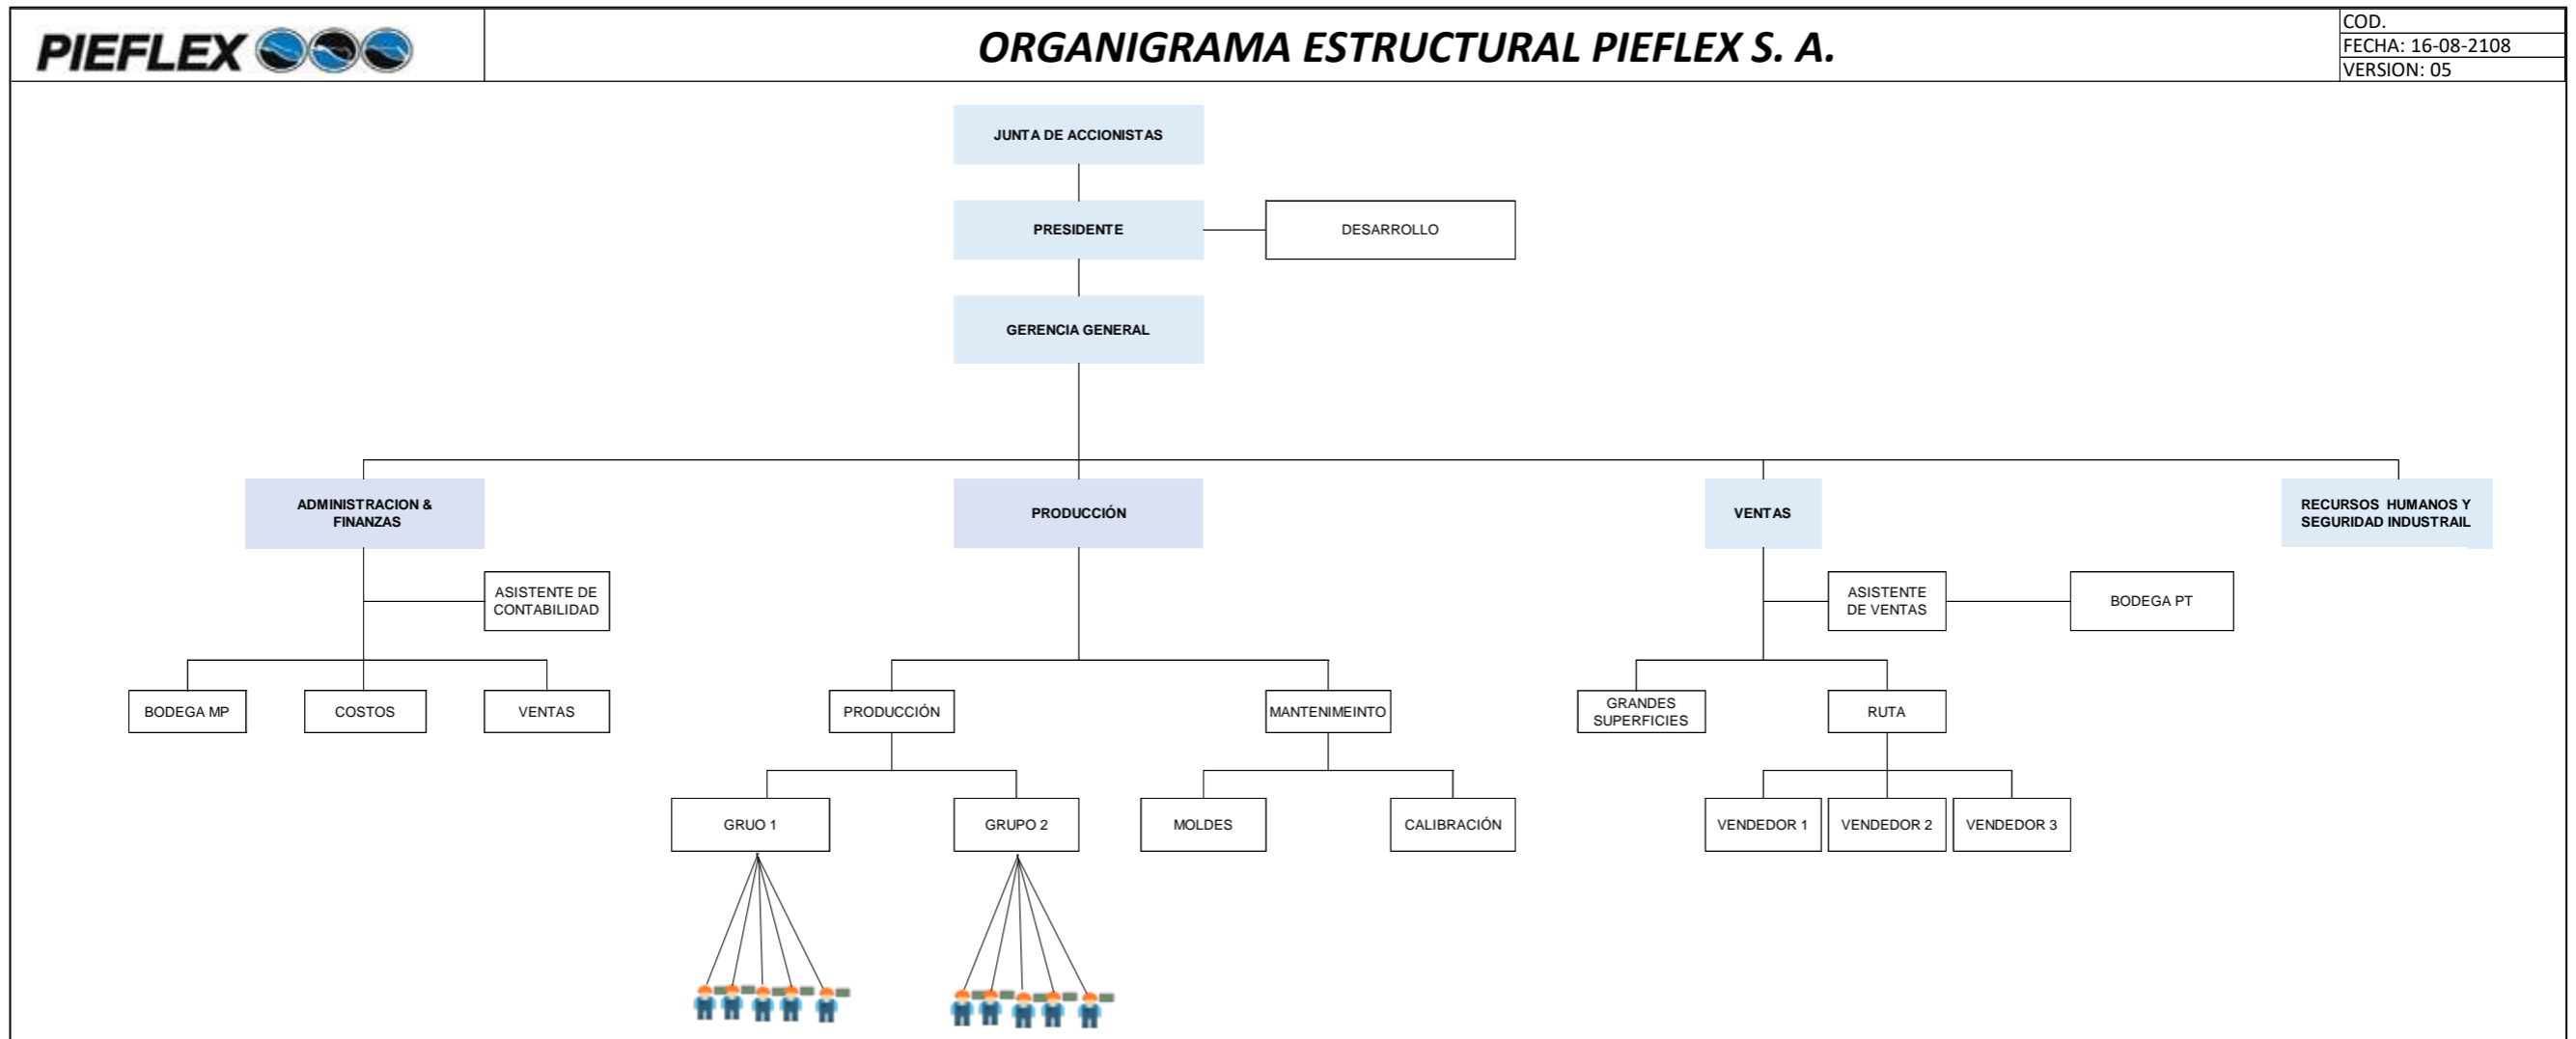 PIEFLEX
ORGANIGRAMA ESTRUCTURAL PIEFLEX S. A.
COD.
FECHA: 16-08-2108
VERSION: 05
JUNTA DE ACCIONISTAS
PRESIDENTE
DESARROLLO
GERENCIA GENERAL
ADMINISTRACION &
FINANZAS
PRODUCCIÓN
VENTAS
RECURSOS HUMANOS Y
SEGURIDAD INDUSTRAIL
ASISTENTE DE
CONTABILIDAD
ASISTENTE
DE VENTAS
BODEGA PT
BODEGA MP
COSTOS
VENTAS
PRODUCCIÓN
MANTENIMEINTO
GRANDES
SUPERFICIES
RUTA
GRUO 1
GRUPO 2
MOLDES
CALIBRACIÓN
VENDEDOR 1
VENDEDOR 2
VENDEDOR 3